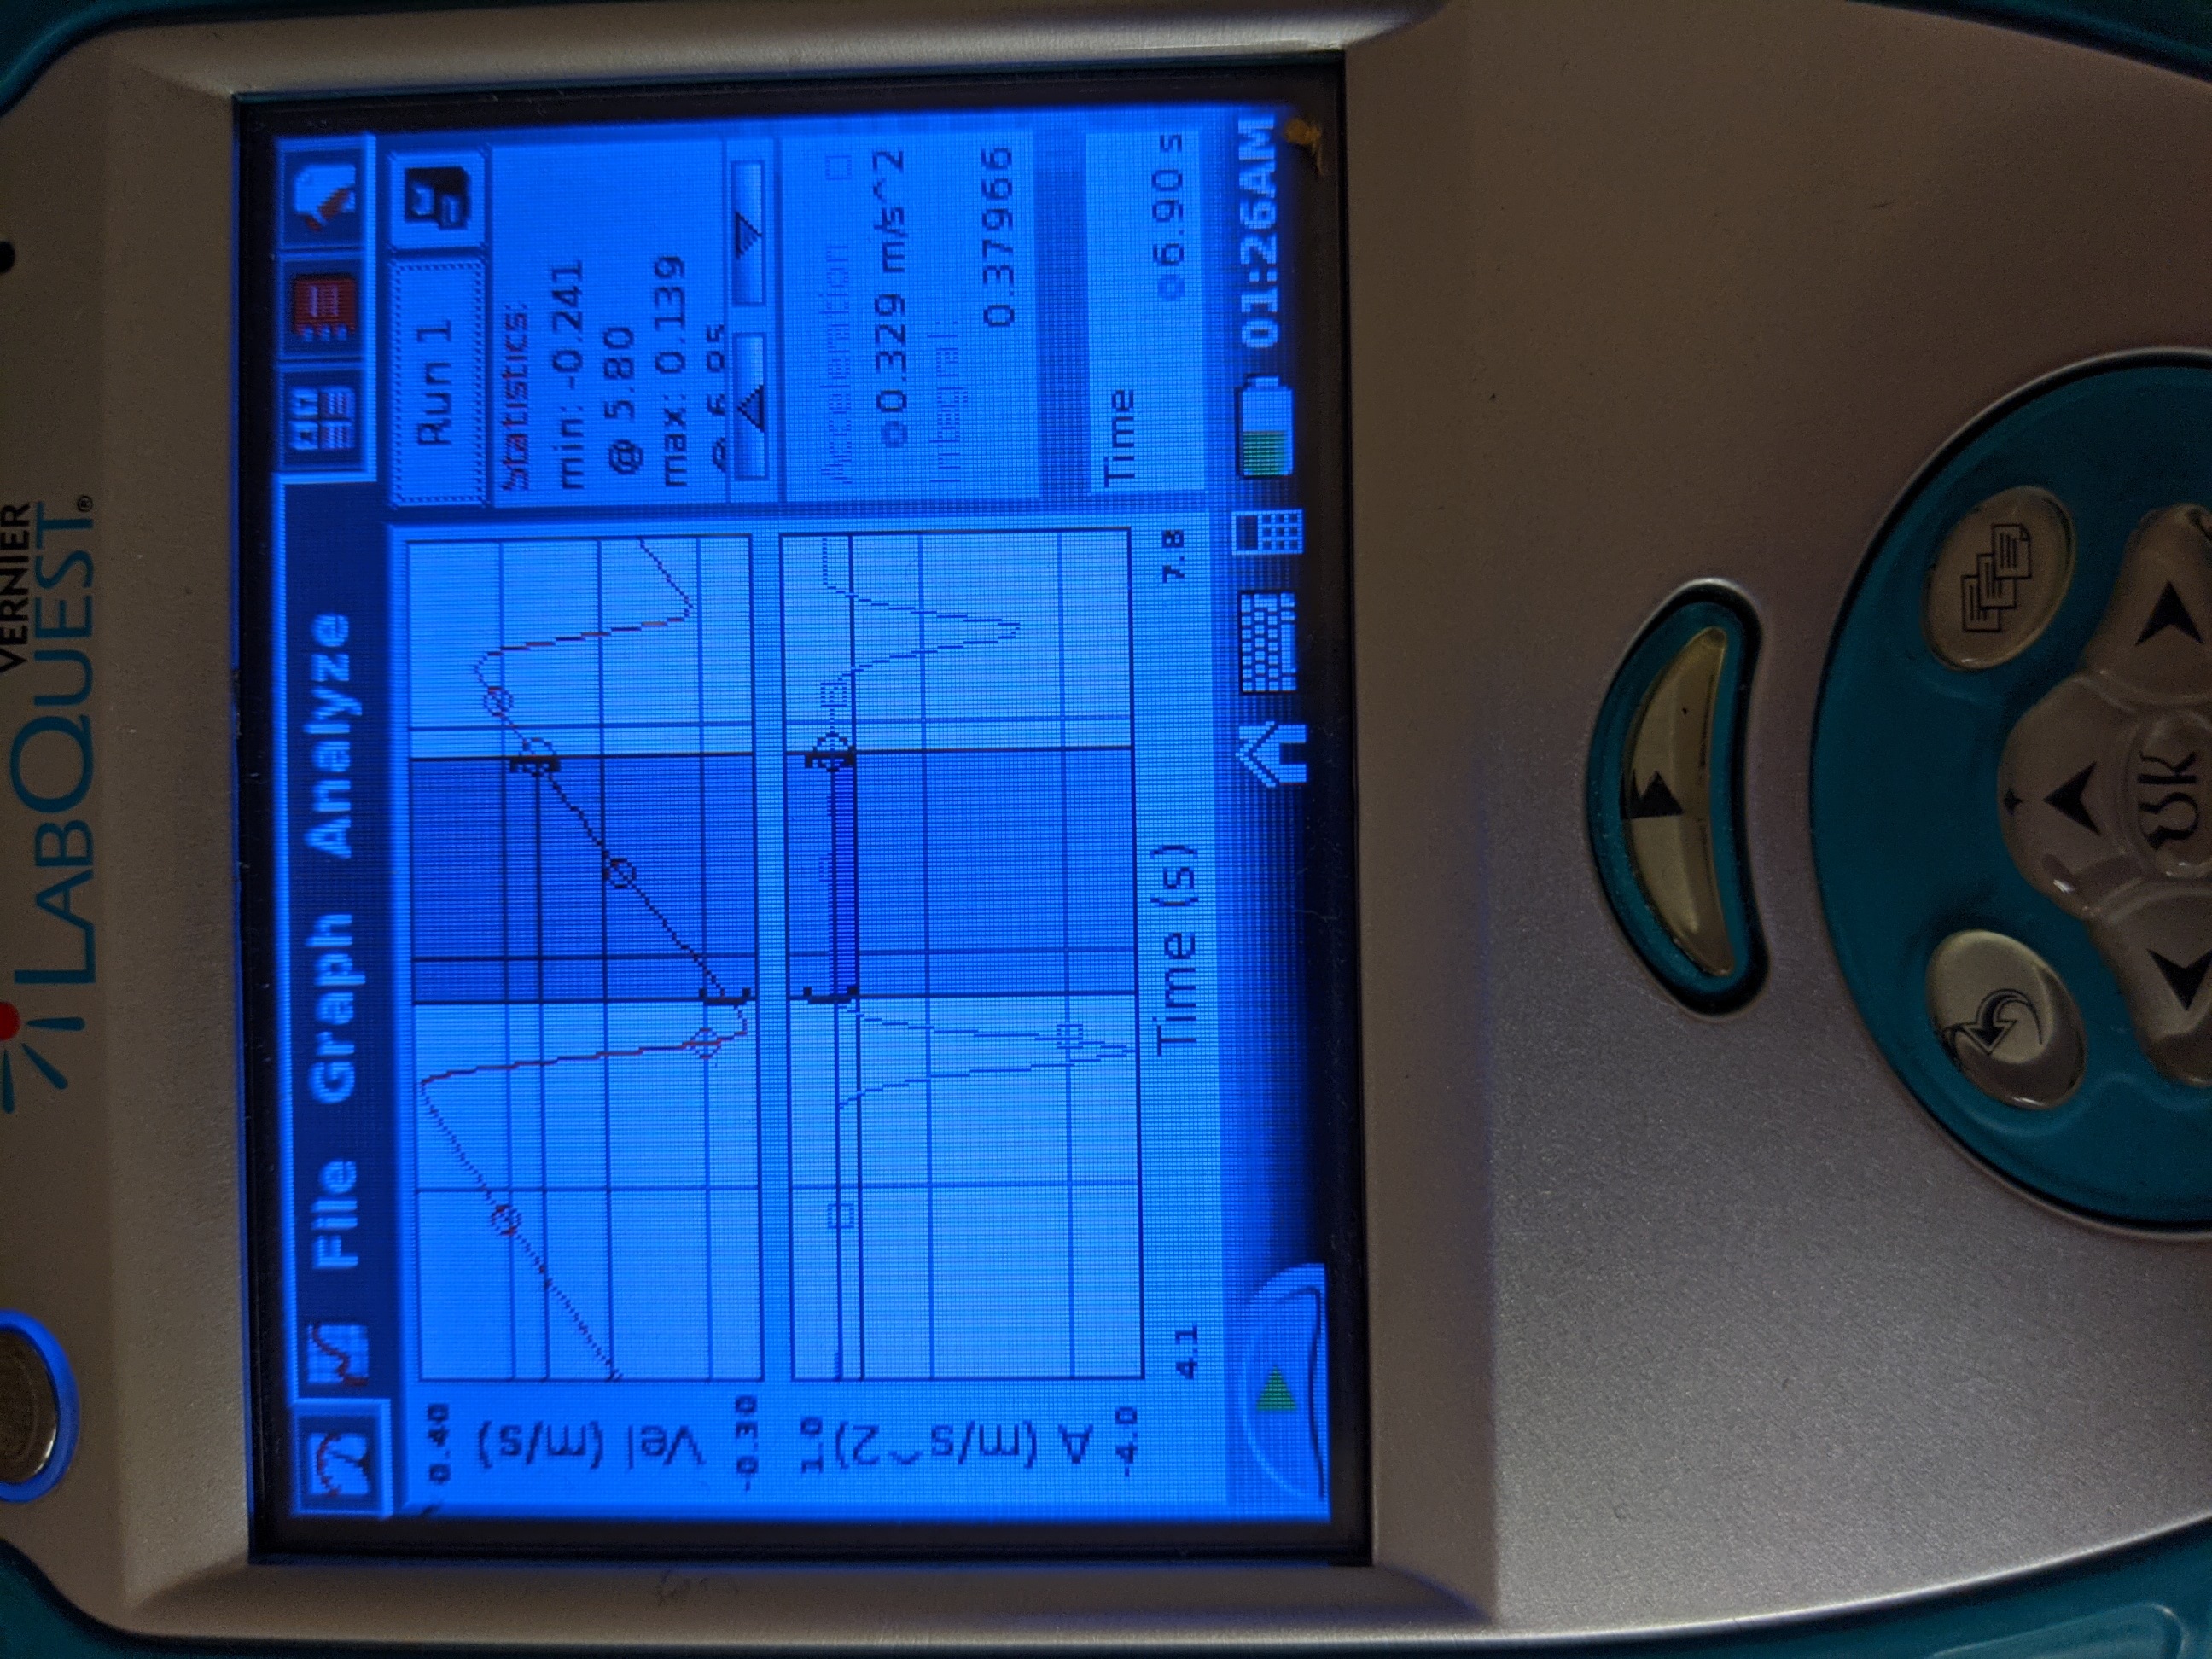 VERNIER
LABQUEST®
File Graph Analyze
0.40
Vel (m/s)
-0.30
Run 1
Statistics:
min: -0.241
@ 5.80
max: 0.139
@ 6.95
0
A (m/s^2)
-4.0
Acceleration
0.329 m/s^2
Integral:
0.37966
4.1
Time (s)
7.8
Time
6.90 s
01:26AM
OK